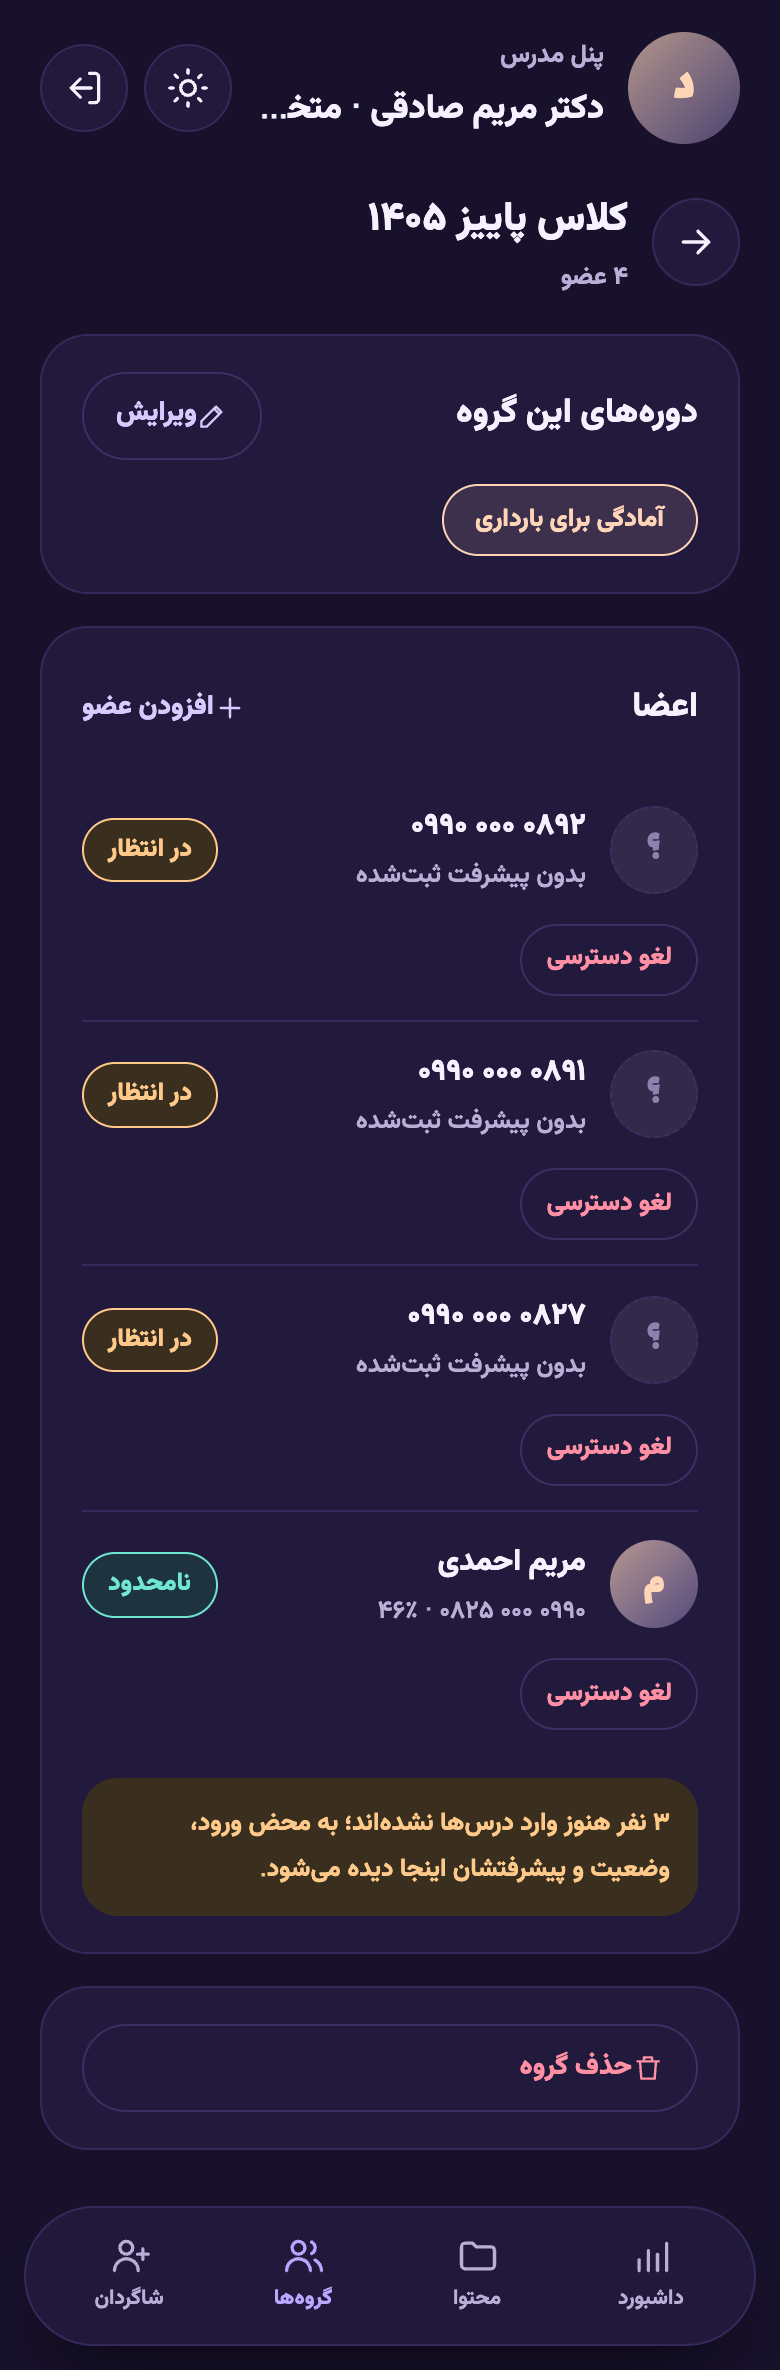 د
پنل مدرس
دکتر مریم صادقی · متخـ...
کلاس پاییز ۱۴۰۵
۴ عضو
دوره‌های این گروه
ویرایش
آمادگی برای بارداری
اعضا
افزودن عضو
؟
۰۹۹۰ ۰۰۰ ۰۸۹۲
بدون پیشرفت ثبت‌شده
در انتظار
لغو دسترسی
؟
۰۹۹۰ ۰۰۰ ۰۸۹۱
بدون پیشرفت ثبت‌شده
در انتظار
لغو دسترسی
؟
۰۹۹۰ ۰۰۰ ۰۸۲۷
بدون پیشرفت ثبت‌شده
در انتظار
لغو دسترسی
م
مریم احمدی
۰۹۹۰ ۰۰۰ ۰۸۲۵ · ۴۶٪
نامحدود
لغو دسترسی
۳ نفر هنوز وارد درس‌ها نشده‌اند؛ به محض ورود،
وضعیت و پیشرفتشان اینجا دیده می‌شود.
حذف گروه
داشبورد
محتوا
گروه‌ها
شاگردان